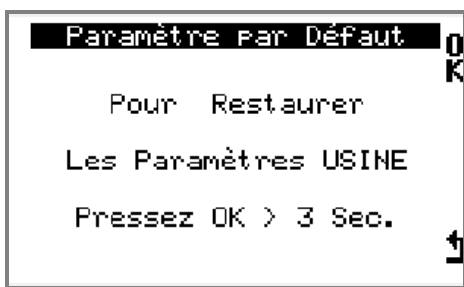 Paramètre par Défaut
OK
Pour Restaurer
Les Paramètres USINE
Pressez OK > 3 Sec.